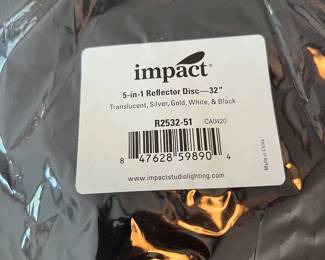 impact®
5-in-1 Reflector Disc—32"
Translucent, Silver, Gold, White, & Black
R2532-51 CA0420
8 47628 59890 4
Made in China
www.impactstudiolighting.com